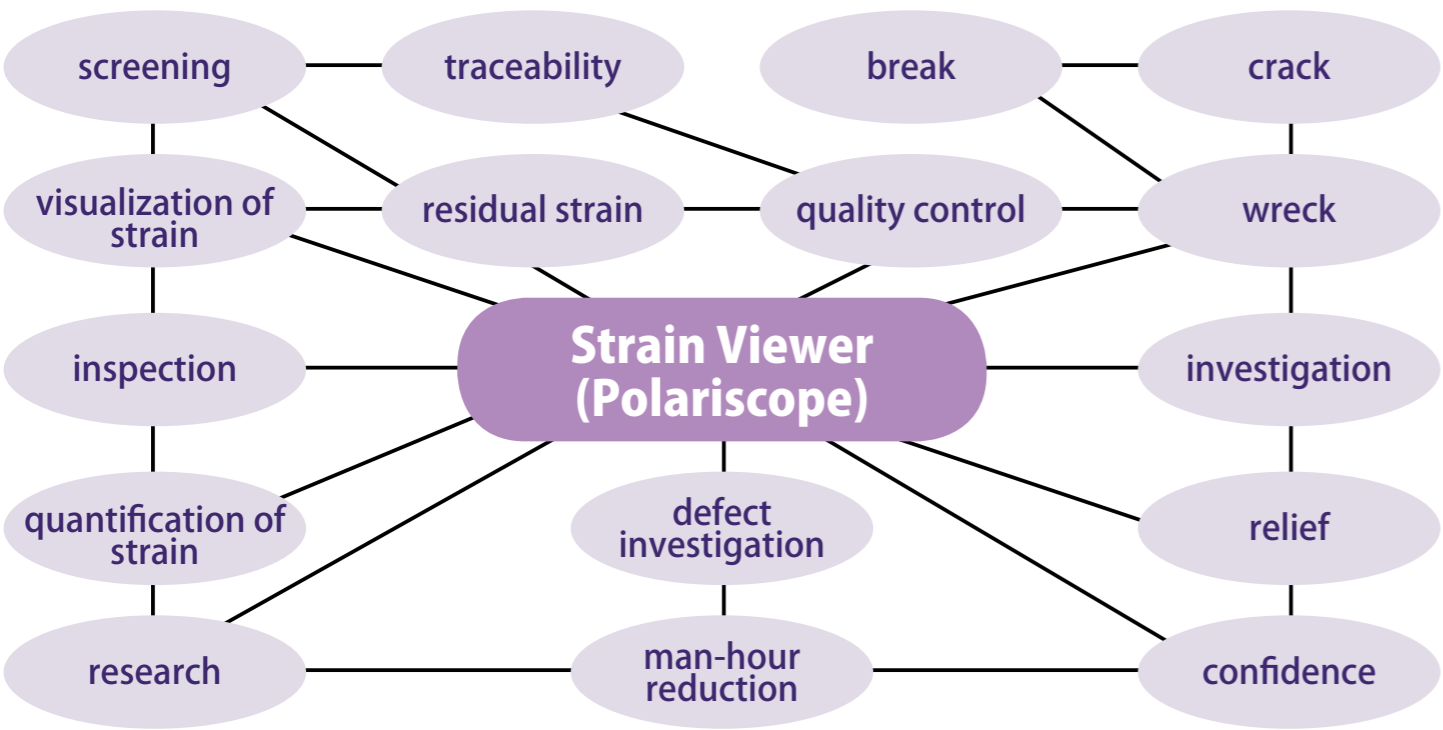 screening
traceability
break
crack
visualization of
strain
residual strain
quality control
wreck
inspection
Strain Viewer
(Polariscope)
investigation
quantification of
strain
defect
investigation
relief
research
man-hour
reduction
confidence